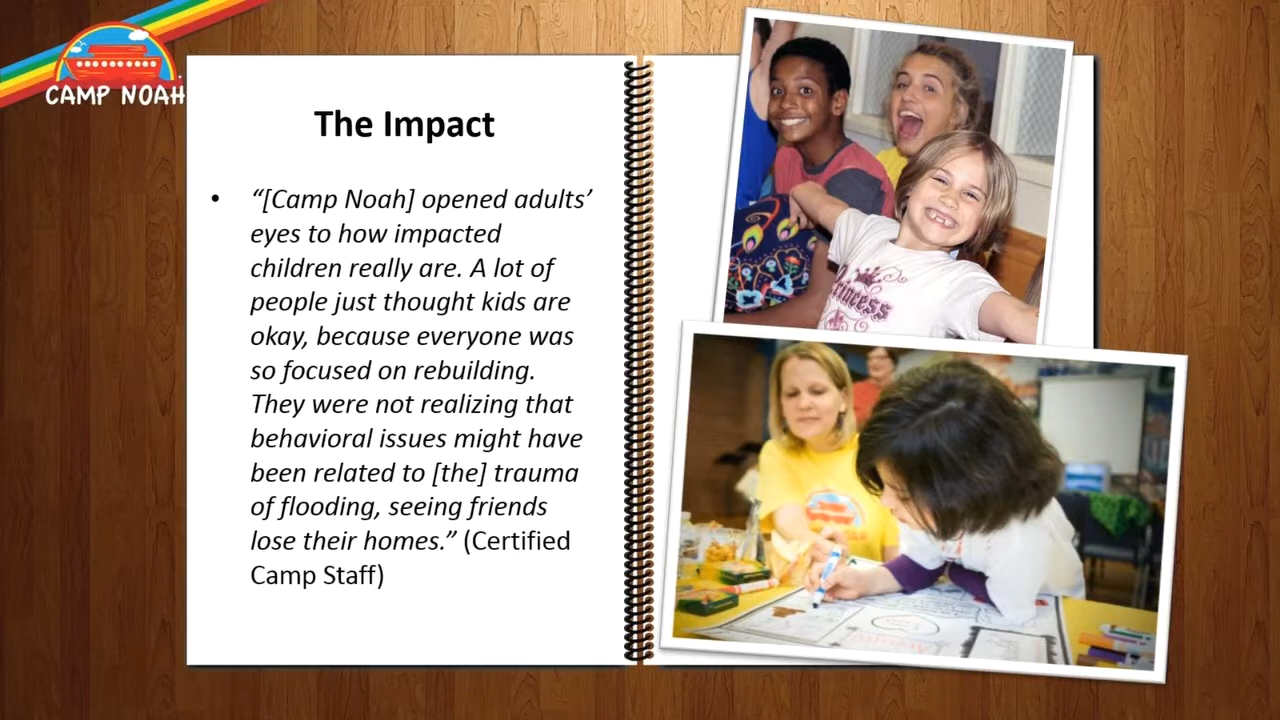 CAMP NOAH
The Impact
• “[Camp Noah] opened adults’
eyes to how impacted
children really are. A lot of
people just thought kids are
okay, because everyone was
so focused on rebuilding.
They were not realizing that
behavioral issues might have
been related to [the] trauma
of flooding, seeing friends
lose their homes.” (Certified
Camp Staff)
Princess